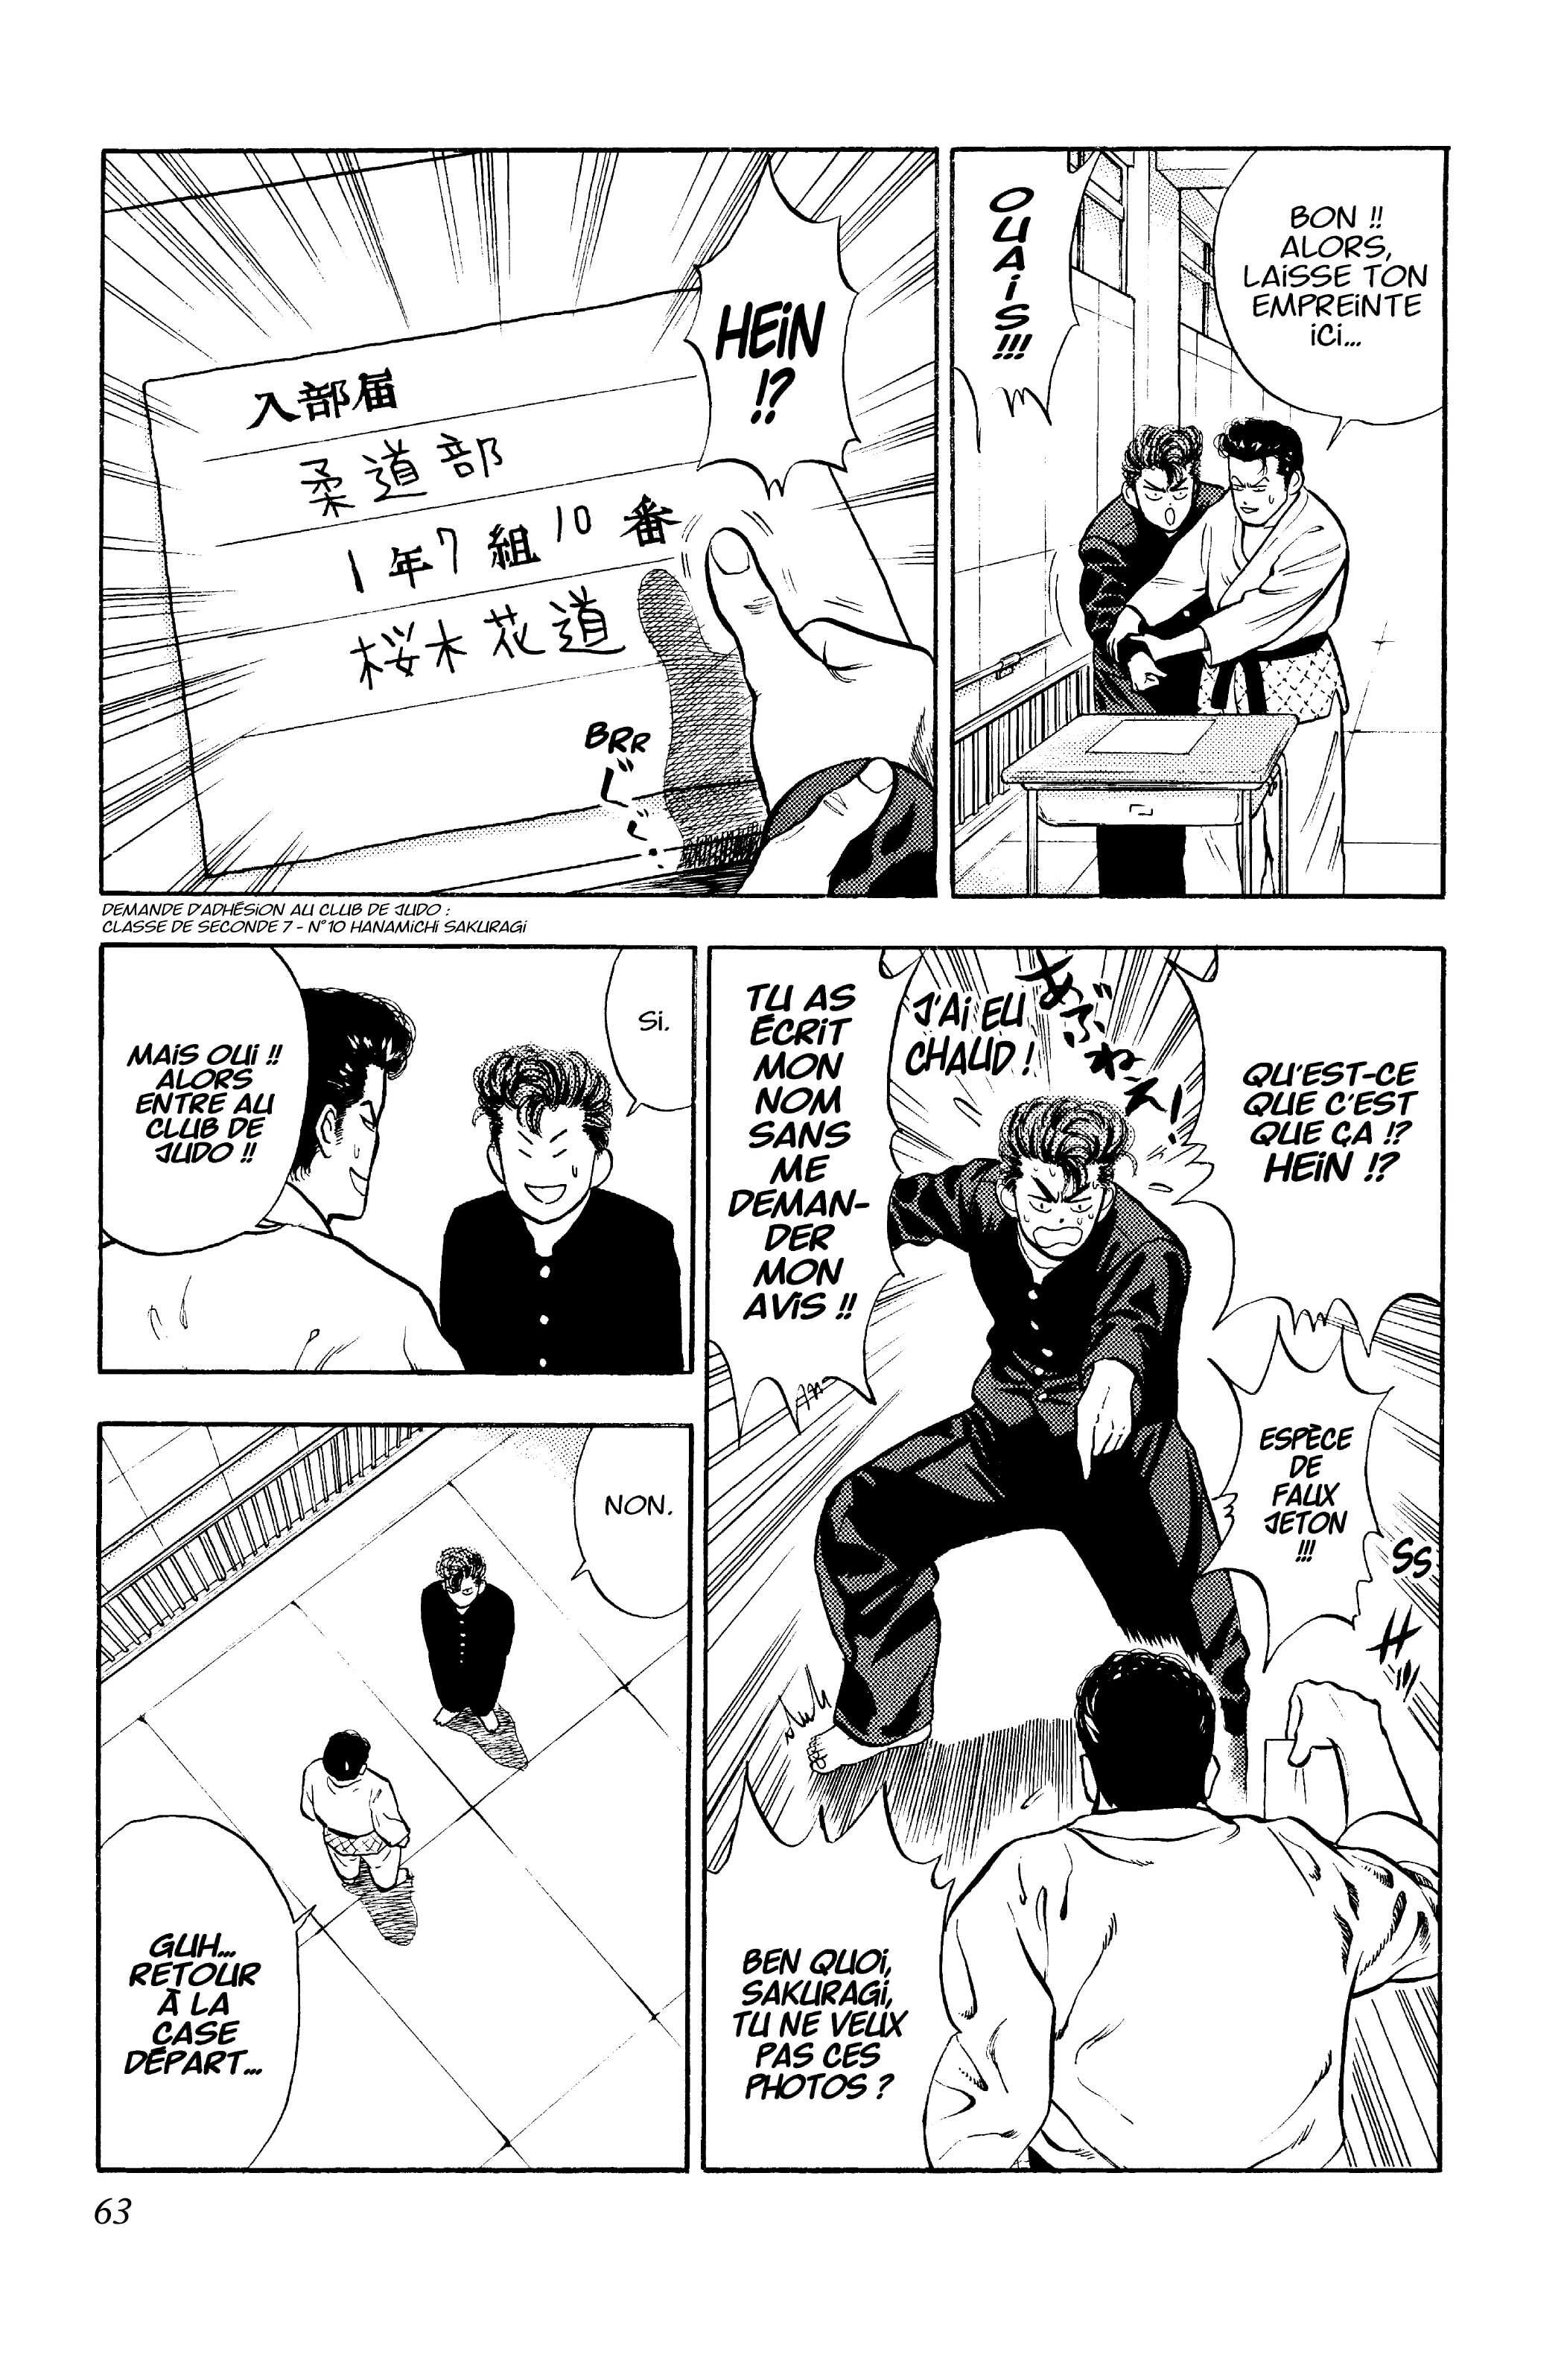 BON !!
ALORS,
LAISSE TON
EMPREINTE
ICI...
OUAIS!!!
HEIN
!?
入部届
柔道部
1年7組10番
桜木花道
BRR
DEMANDE D'ADHÉSION AU CLUB DE JUDO :
CLASSE DE SECONDE 7 - N°10 HANAMICHI SAKURAGI
QU'EST-CE
QUE C'EST
QUE ÇA !?
HEIN !?
J'AI EU
CHAUD !
あぶねえー!
TU AS
ÉCRIT
MON
NOM
SANS
ME
DEMAN-
DER
MON
AVIS !!
ESPÈCE
DE
FAUX
JETON
!!!
SS
BEN QUOI,
SAKURAGI,
TU NE VEUX
PAS CES
PHOTOS ?
SI.
MAIS OUI !!
ALORS
ENTRE AU
CLUB DE
JUDO !!
NON.
GUH...
RETOUR
À LA
CASE
DÉPART...
63